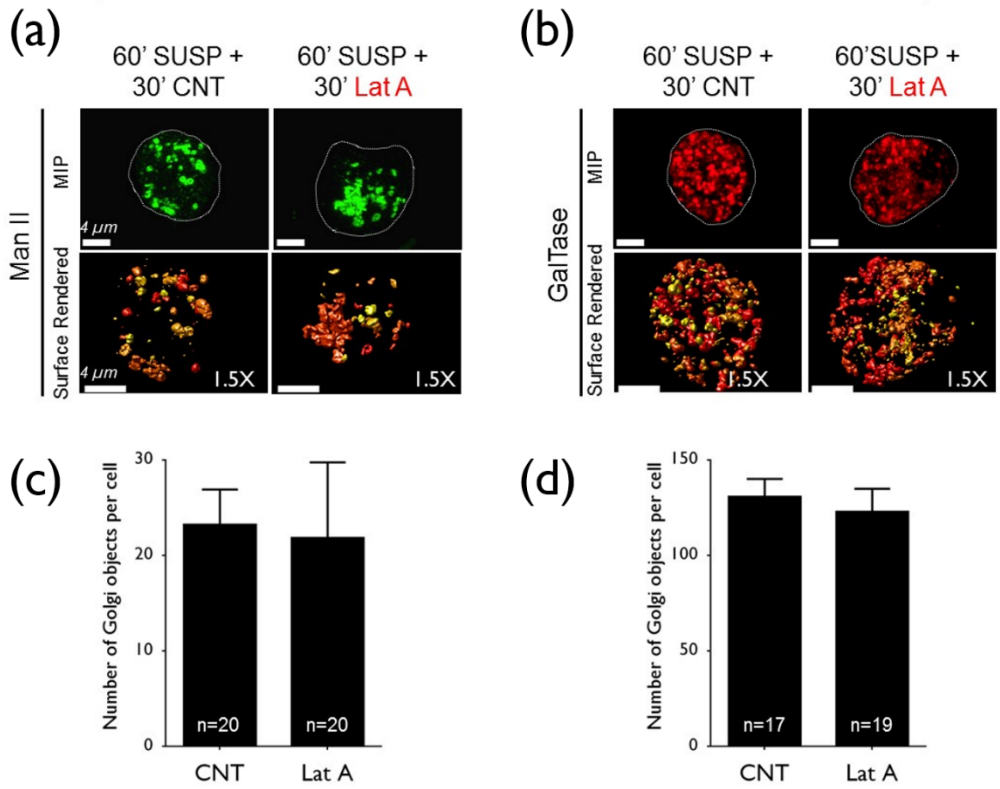 (a)
60’ SUSP +
30’ CNT
60’ SUSP +
30’ Lat A
Man II
MIP
4 µm
Surface Rendered
4 µm
1.5X
1.5X
(b)
60’ SUSP +
30’ CNT
60’SUSP +
30’ Lat A
GalTase
MIP
Surface Rendered
1.5X
1.5X
(c)
Number of Golgi objects per cell
30
20
10
0
n=20
n=20
CNT
Lat A
(d)
Number of Golgi objects per cell
150
100
50
0
n=17
n=19
CNT
Lat A